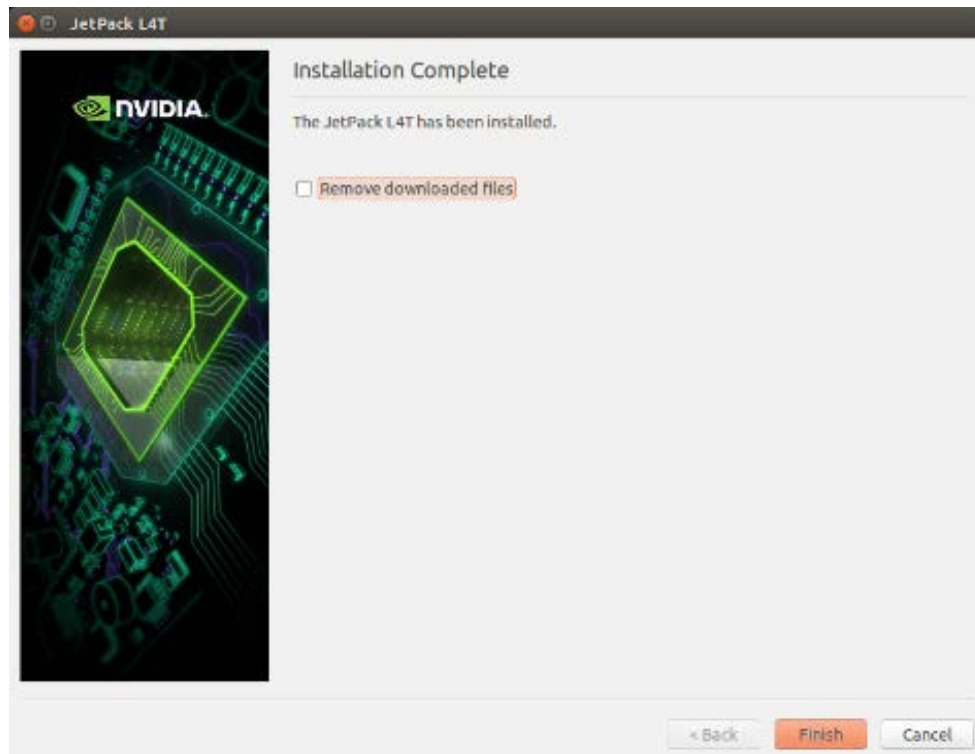 JetPack L4T
NVIDIA.
Installation Complete
The JetPack L4T has been installed.
Remove downloaded files
< Back
Finish
Cancel